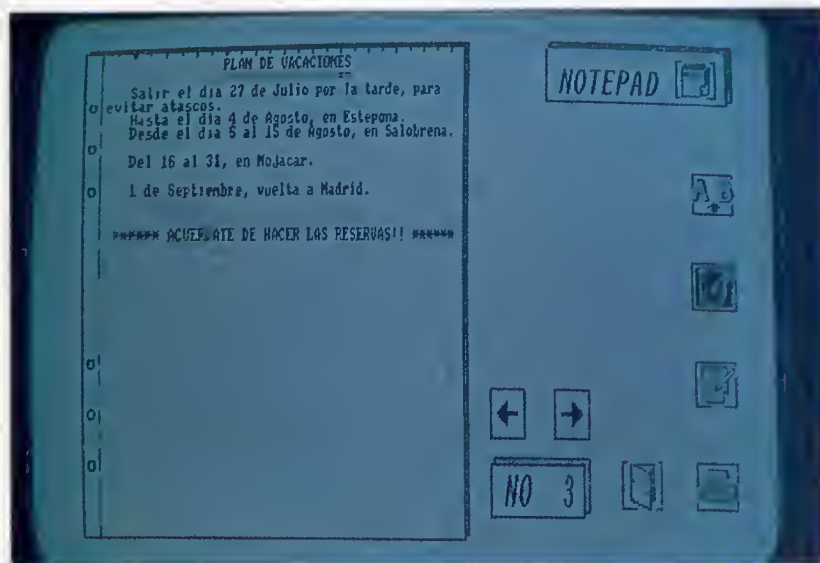 PLAN DE VACACIONES
Salir el dia 27 de Julio por la tarde, para
evitar atascos.
Hasta el dia 4 de Agosto, en Estepona.
Desde el dia 5 al 15 de Agosto, en Salobrena.
Del 16 al 31, en Mojacar.
1 de Septiembre, vuelta a Madrid.
****** ACUERDATE DE HACER LAS RESERVAS!! ******
NOTEPAD
A B
NO 3